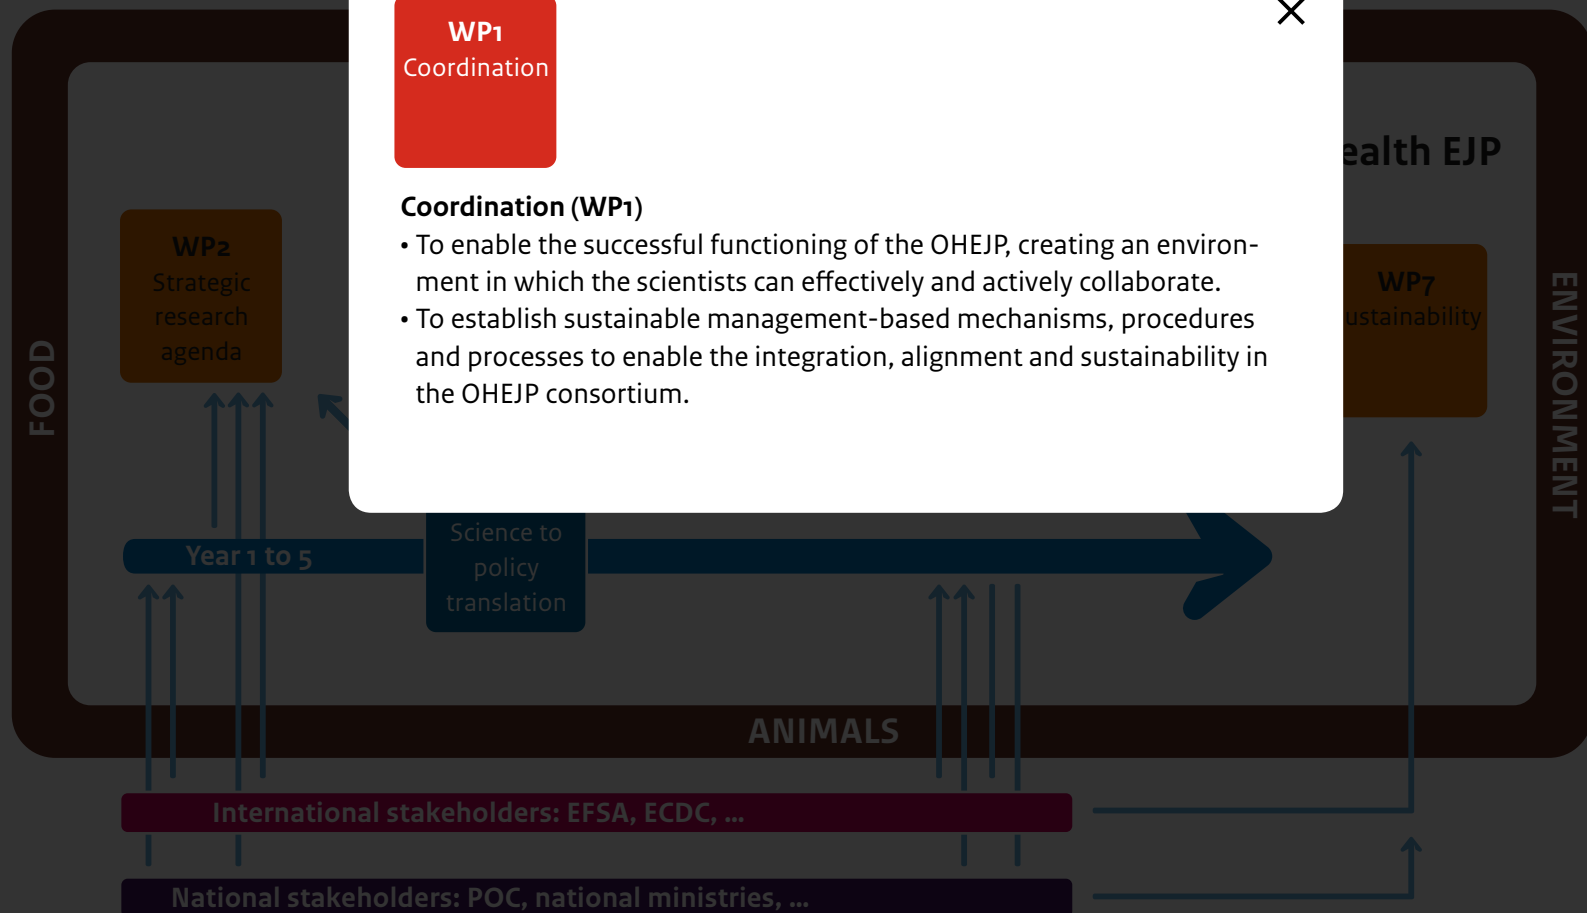 WP1
Coordination
Coordination (WP1)
• To enable the successful functioning of the OHEJP, creating an environ-
ment in which the scientists can effectively and actively collaborate.
• To establish sustainable management-based mechanisms, procedures
and processes to enable the integration, alignment and sustainability in
the OHEJP consortium.
ealth EJP
WP2
Strategic
research
agenda
WP7
ustainability
FOOD
ENVIRONMENT
Year 1 to 5
Science to
policy
translation
ANIMALS
International stakeholders: EFSA, ECDC, ...
National stakeholders: POC, national ministries, ...